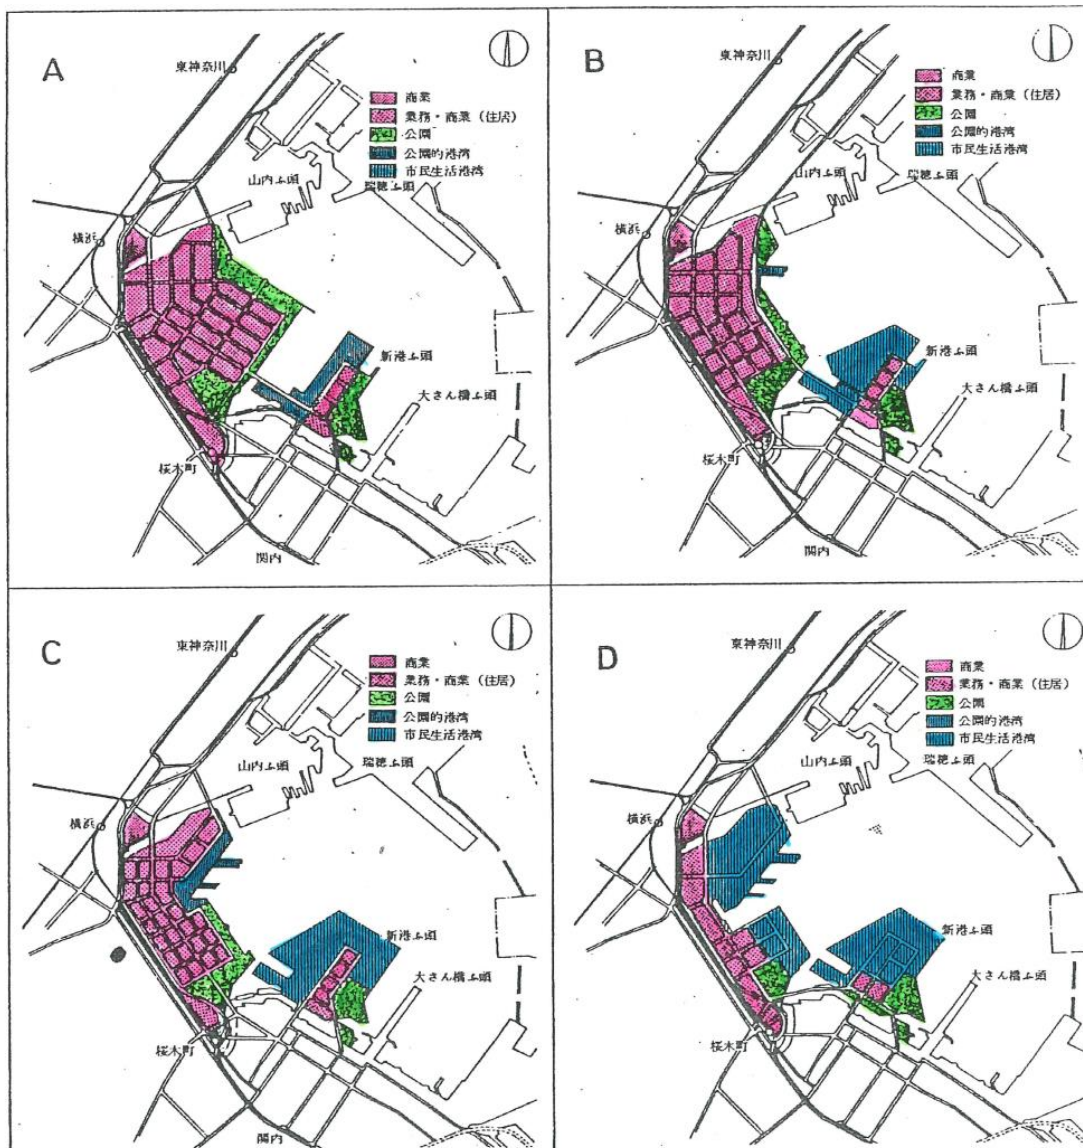 A
東神奈川
商業
業務・商業（住居）
公園
公園的港湾
市民生活港湾
山内ふ頭
瑞穂ふ頭
横浜
新港ふ頭
大さん橋ふ頭
桜木町
関内
B
東神奈川
商業
業務・商業（住居）
公園
公園的港湾
市民生活港湾
山内ふ頭
瑞穂ふ頭
横浜
新港ふ頭
大さん橋ふ頭
桜木町
関内
C
東神奈川
商業
業務・商業（住居）
公園
公園的港湾
市民生活港湾
山内ふ頭
瑞穂ふ頭
横浜
新港ふ頭
大さん橋ふ頭
桜木町
関内
D
東神奈川
商業
業務・商業（住居）
公園
公園的港湾
市民生活港湾
山内ふ頭
瑞穂ふ頭
横浜
新港ふ頭
大さん橋ふ頭
桜木町
関内